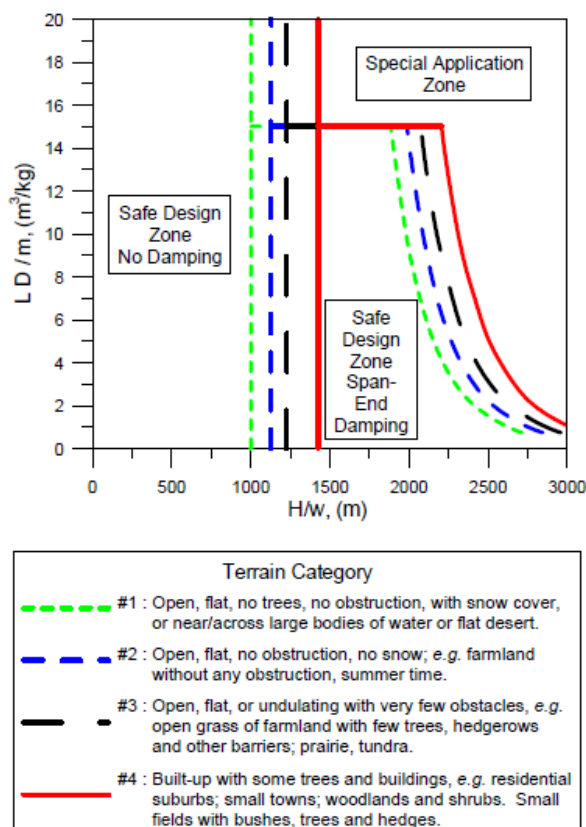 20
18
16
14
12
10
8
6
4
2
0
L D / m, (m³/kg)
Special Application
Zone
Safe Design
Zone
No Damping
Safe
Design
Zone
Span-
End
Damping
0 500 1000 1500 2000 2500 3000
H/w, (m)
Terrain Category
#1 : Open, flat, no trees, no obstruction, with snow cover,
or near/across large bodies of water or flat desert.
#2 : Open, flat, no obstruction, no snow; e.g. farmland
without any obstruction, summer time.
#3 : Open, flat, or undulating with very few obstacles, e.g.
open grass of farmland with few trees, hedgerows
and other barriers; prairie, tundra.
#4 : Built-up with some trees and buildings, e.g. residential
suburbs; small towns; woodlands and shrubs. Small
fields with bushes, trees and hedges.